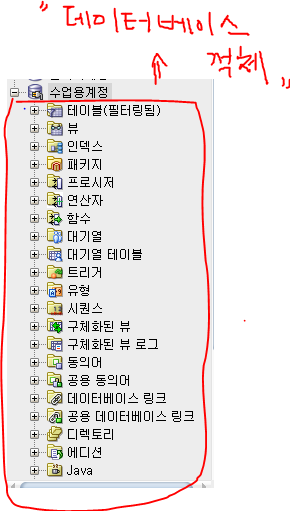 " 데이터베이스
객체 "
수업용계정
테이블(필터링됨)
뷰
인덱스
패키지
프로시저
연산자
함수
대기열
대기열 테이블
트리거
유형
시퀀스
구체화된 뷰
구체화된 뷰 로그
동의어
공용 동의어
데이터베이스 링크
공용 데이터베이스 링크
디렉토리
에디션
Java